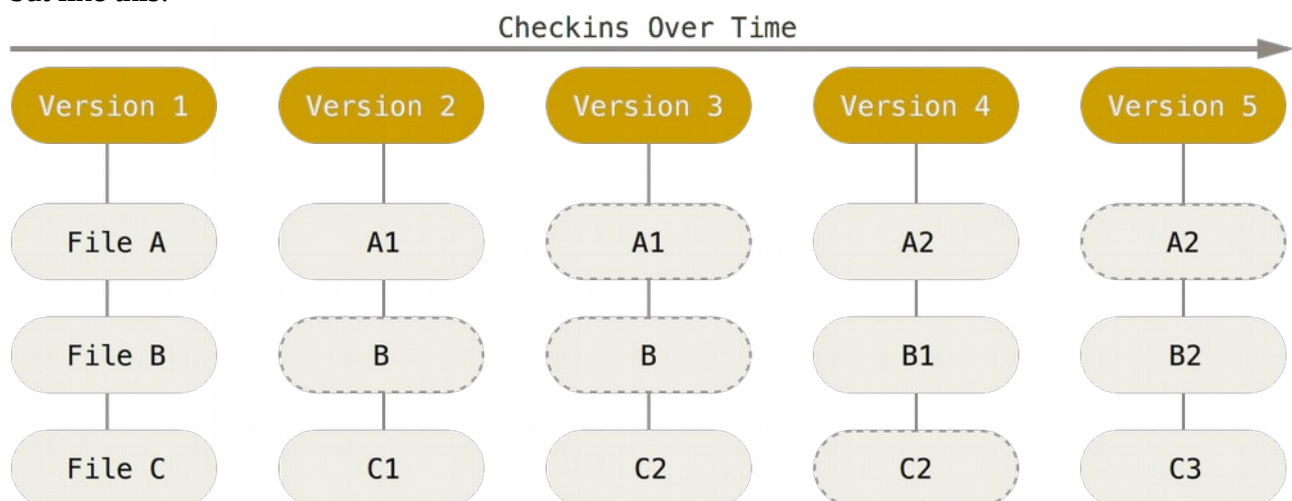 Checkins Over Time
Version 1 Version 2 Version 3 Version 4 Version 5
File A A1 A1 A2 A2
File B B B B1 B2
File C C1 C2 C2 C3